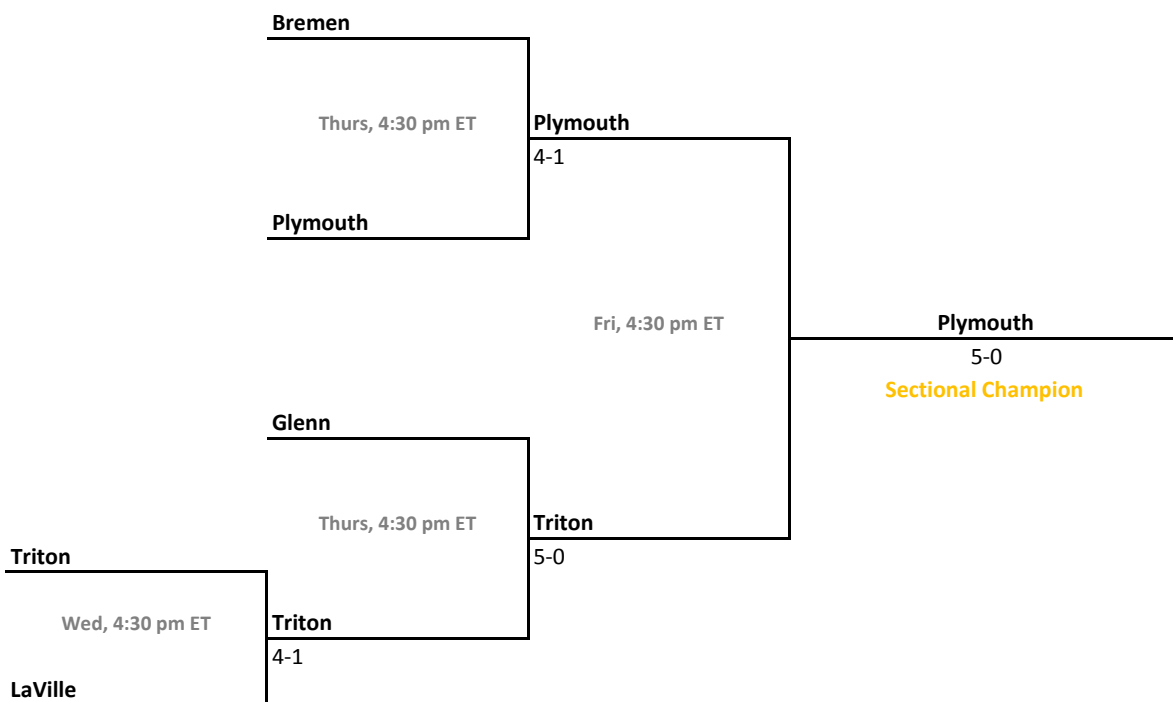 Bremen
Thurs, 4:30 pm ET
Plymouth
4-1
Plymouth
Fri, 4:30 pm ET
Plymouth
5-0
Sectional Champion
Glenn
Thurs, 4:30 pm ET
Triton
5-0
Triton
Wed, 4:30 pm ET
Triton
4-1
LaVille